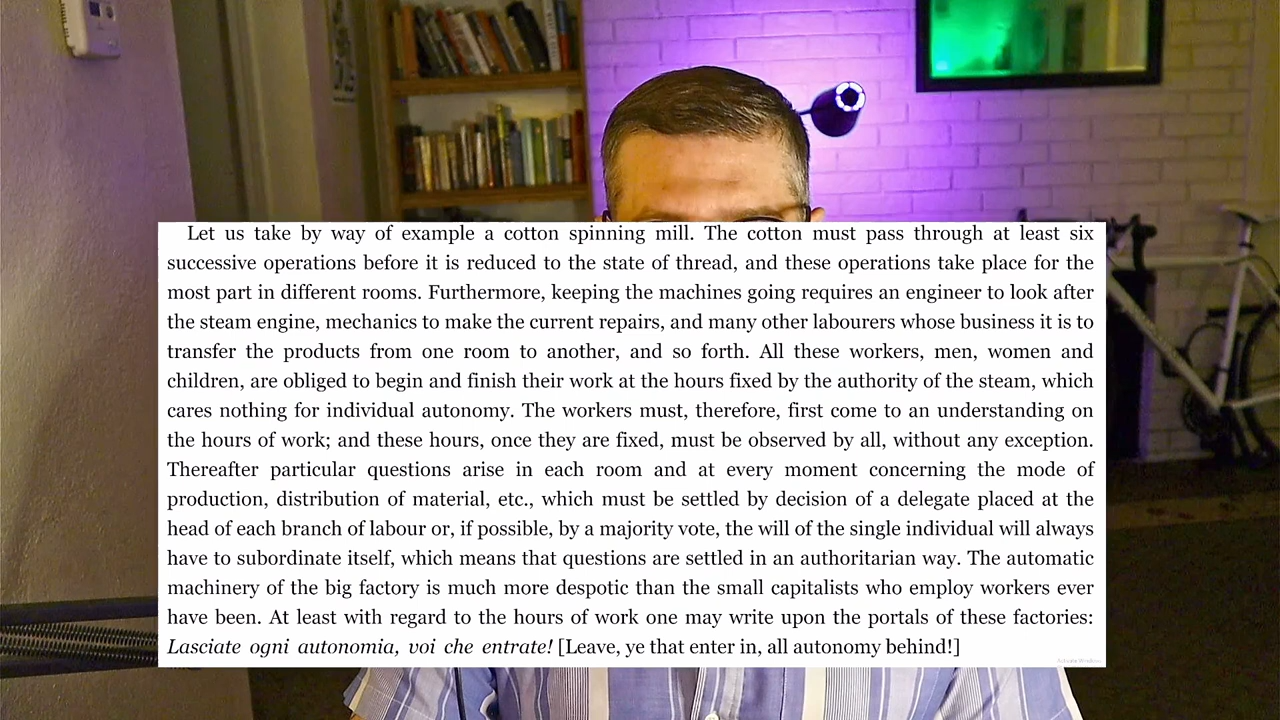 Let us take by way of example a cotton spinning mill. The cotton must pass through at least six
successive operations before it is reduced to the state of thread, and these operations take place for the
most part in different rooms. Furthermore, keeping the machines going requires an engineer to look after
the steam engine, mechanics to make the current repairs, and many other labourers whose business it is to
transfer the products from one room to another, and so forth. All these workers, men, women and
children, are obliged to begin and finish their work at the hours fixed by the authority of the steam, which
cares nothing for individual autonomy. The workers must, therefore, first come to an understanding on
the hours of work; and these hours, once they are fixed, must be observed by all, without any exception.
Thereafter particular questions arise in each room and at every moment concerning the mode of
production, distribution of material, etc., which must be settled by decision of a delegate placed at the
head of each branch of labour or, if possible, by a majority vote, the will of the single individual will always
have to subordinate itself, which means that questions are settled in an authoritarian way. The automatic
machinery of the big factory is much more despotic than the small capitalists who employ workers ever
have been. At least with regard to the hours of work one may write upon the portals of these factories:
Lasciate ogni autonomia, voi che entrate! [Leave, ye that enter in, all autonomy behind!]
Activate Windows